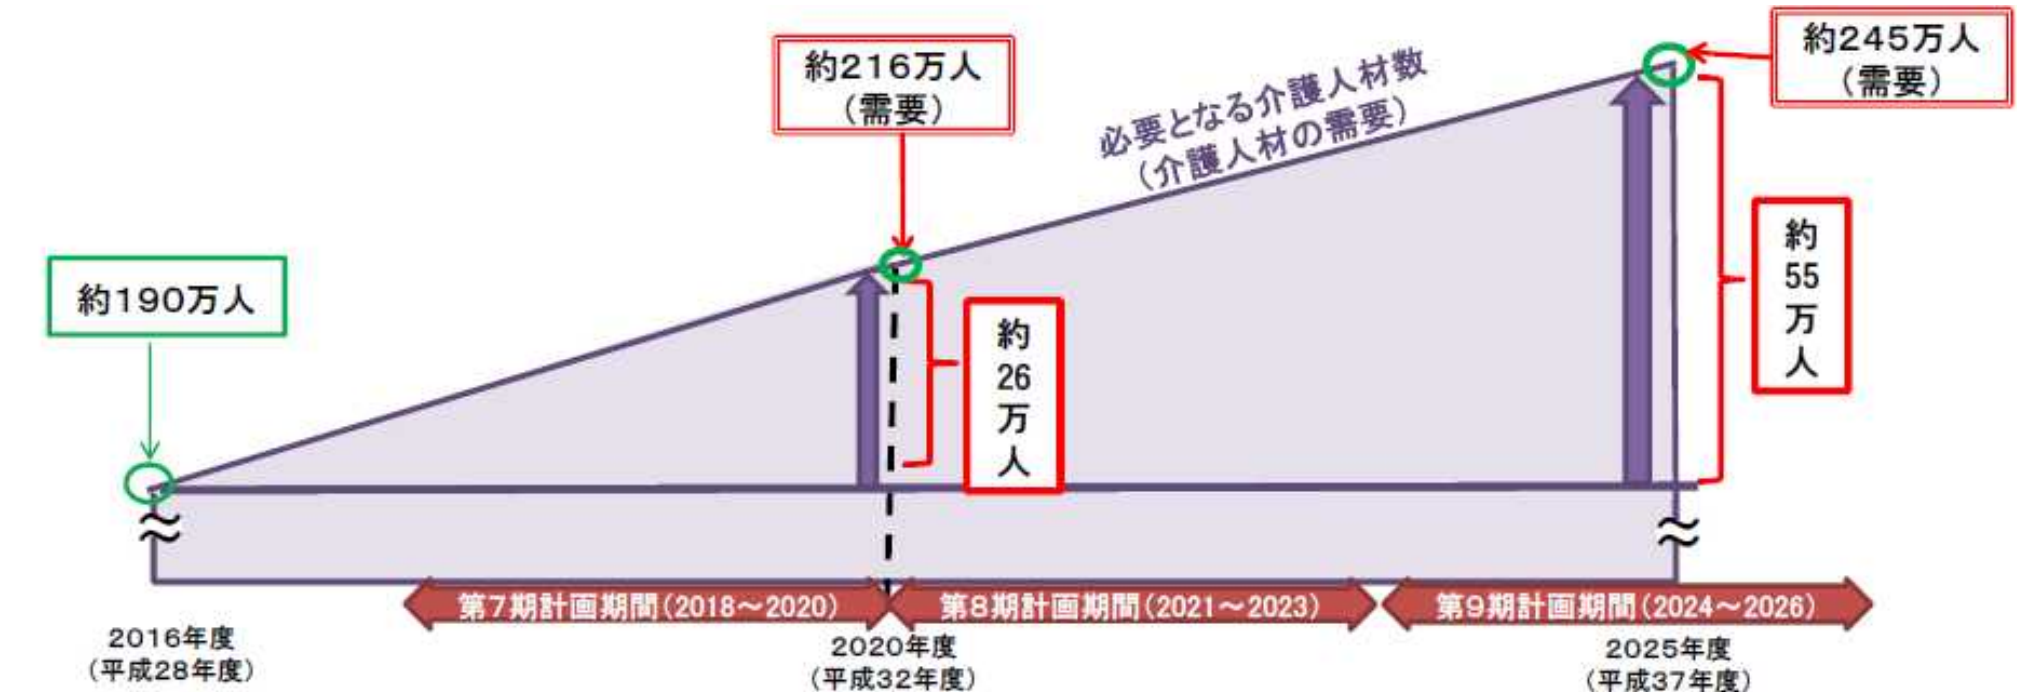 約216万人
（需要）
約245万人
（需要）
必要となる介護人材数
（介護人材の需要）
約190万人
約
26
万
人
約
55
万
人
第7期計画期間（2018～2020）
第8期計画期間（2021～2023）
第9期計画期間（2024～2026）
2016年度
（平成28年度）
2020年度
（平成32年度）
2025年度
（平成37年度）